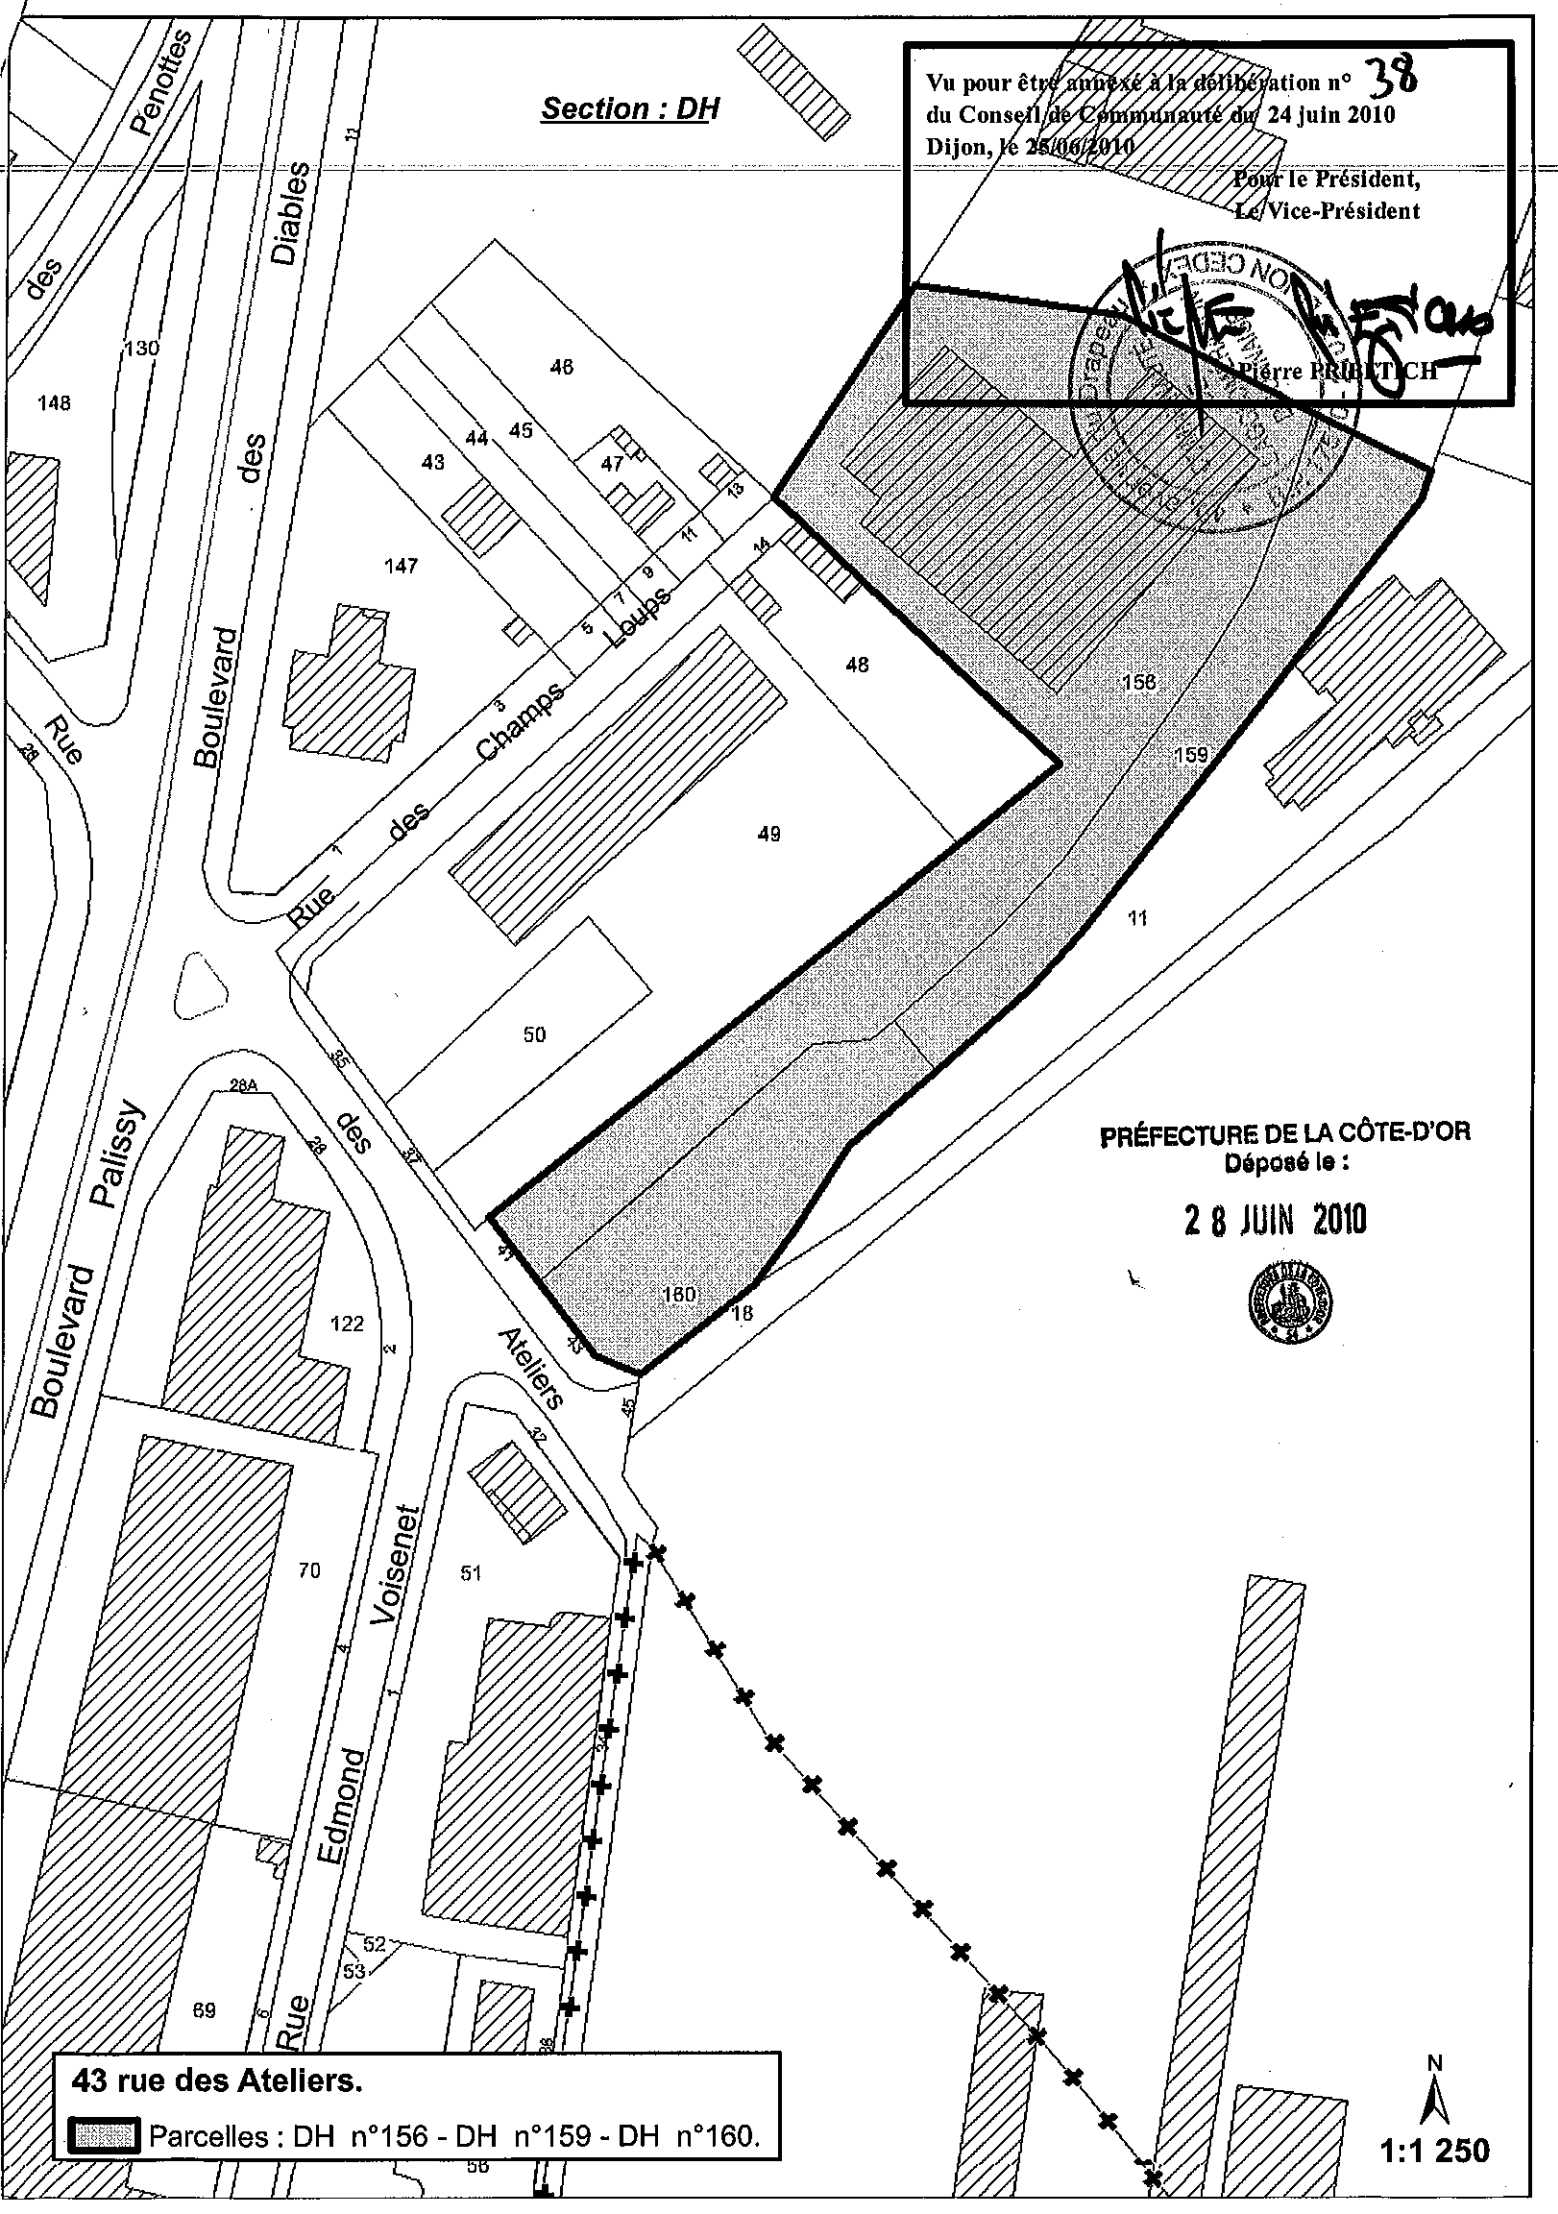 Section : DH
Vu pour être annexé à la délibération n° 38
du Conseil de Communauté du 24 juin 2010
Dijon, le 25/06/2010
Pour le Président,
Le Vice-Président
Pierre PRIBETICH
Penottes
des
11
Diables
des
Boulevard
130
148
46
45
44
43
47
13
11
14
9
7
5
147
Loups
3
Champs
des
1
Rue
48
156
159
49
11
Rue
26
50
35
28A
28
des
37
Palissy
Boulevard
PRÉFECTURE DE LA CÔTE-D'OR
Déposé le :
28 JUIN 2010
41
160
18
43
122
2
Ateliers
45
32
70
Voisenet
51
4
1
Edmond
52
53
69
6
Rue
38
43 rue des Ateliers.
Parcelles : DH n°156 - DH n°159 - DH n°160.
N
1:1 250